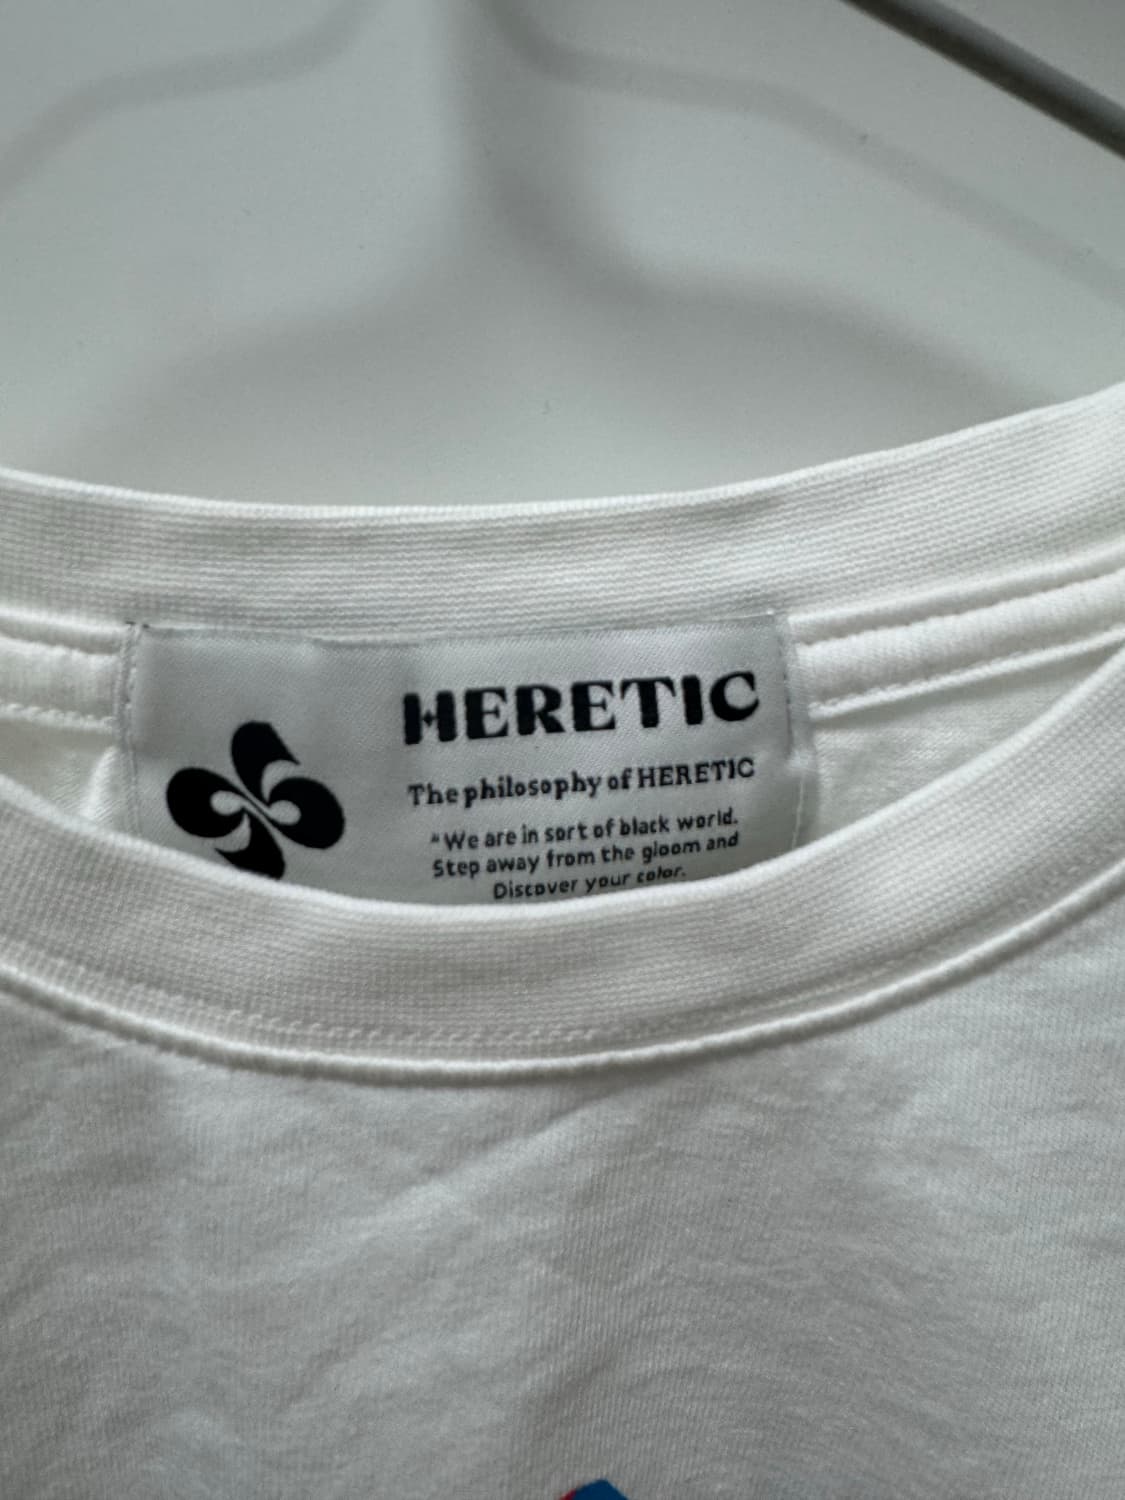 HERETIC
The philosophy of HERETIC
"We are in sort of black world.
Step away from the gloom and
Discover your color.